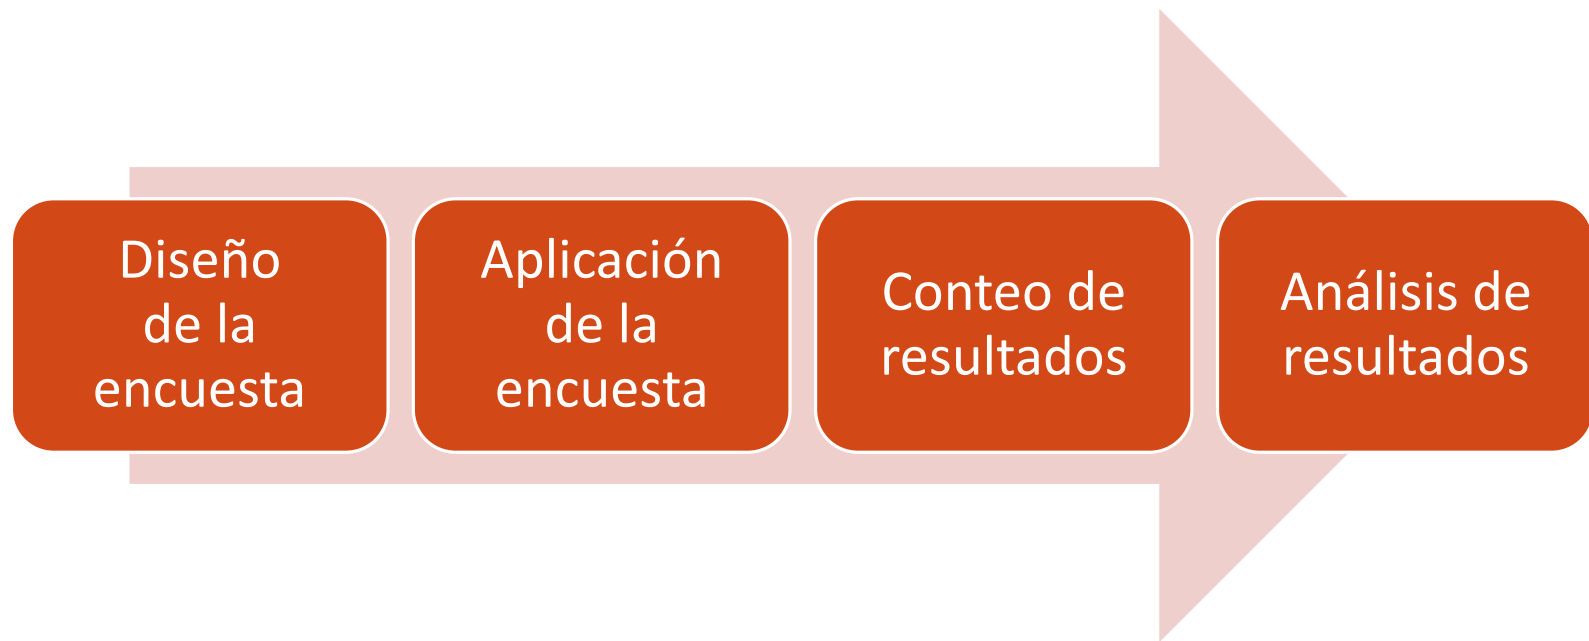 Diseño
de la
encuesta
Aplicación
de la
encuesta
Conteo de
resultados
Análisis de
resultados